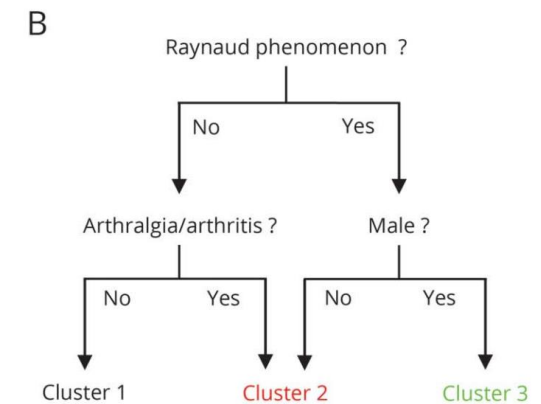 B
Raynaud phenomenon ?
No Yes
Arthralgia/arthritis ? Male ?
No Yes No Yes
Cluster 1 Cluster 2 Cluster 3